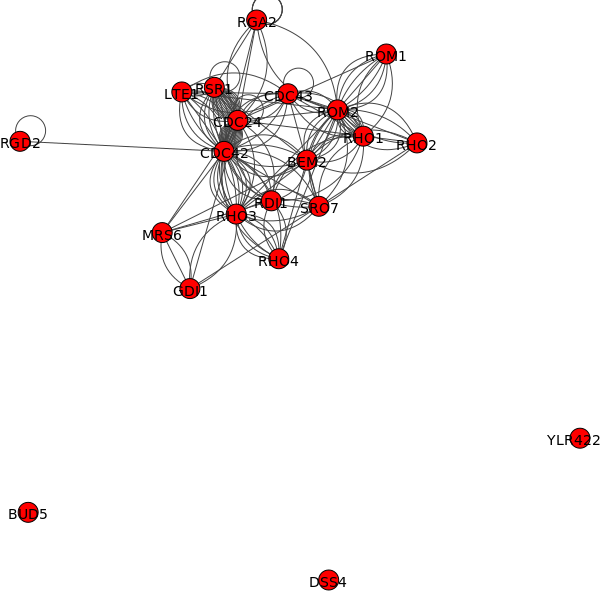 RGA2
ROM1
LTE1
RSR1
CDC43
CDC24
ROM2
RHO1
RHO2
RGD2
CDC42
BEM2
RDI1
SRO7
RHO3
MRS6
RHO4
GDI1
YLR422
BUD5
DSS4